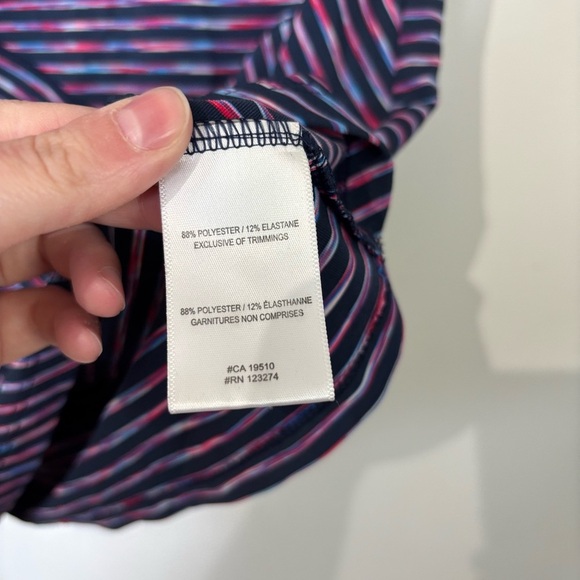 88% POLYESTER / 12% ELASTANE
EXCLUSIVE OF TRIMMINGS
88% POLYESTER / 12% ÉLASTHANNE
GARNITURES NON COMPRISES
#CA 19510
#RN 123274